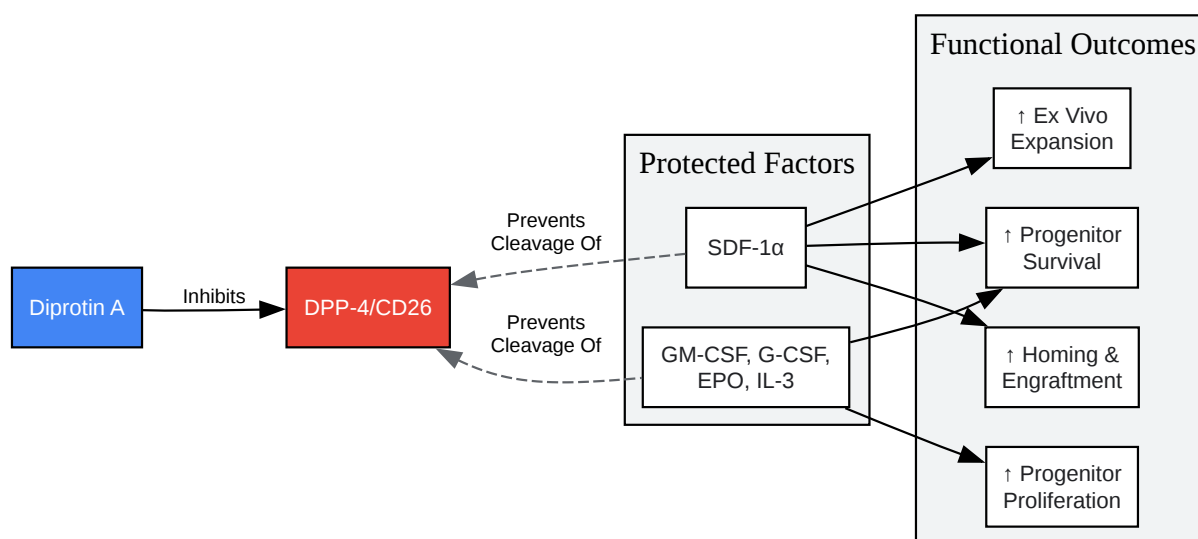 Diprotin A
Inhibits
DPP-4/CD26
Prevents
Cleavage Of
Prevents
Cleavage Of
Protected Factors
SDF-1α
GM-CSF, G-CSF,
EPO, IL-3
Functional Outcomes
↑ Ex Vivo
Expansion
↑ Progenitor
Survival
↑ Homing &
Engraftment
↑ Progenitor
Proliferation